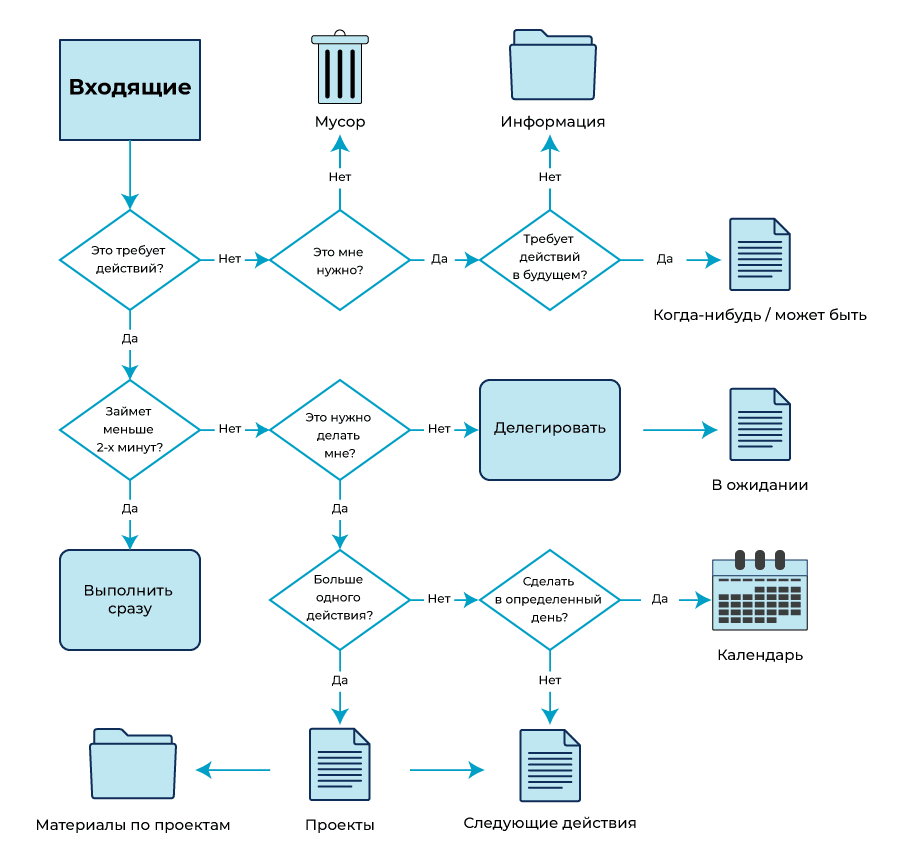 Входящие
Мусор
Информация
Нет
Нет
Это требует
действий?
Нет
Это мне
нужно?
Да
Требует
действий
в будущем?
Да
Когда-нибудь / может быть
Да
Займет
меньше
2-х минут?
Нет
Это нужно
делать
мне?
Нет
Делегировать
В ожидании
Да
Да
Выполнить
сразу
Больше
одного
действия?
Нет
Сделать
в определенный
день?
Да
Календарь
Да
Нет
Материалы по проектам
Проекты
Следующие действия